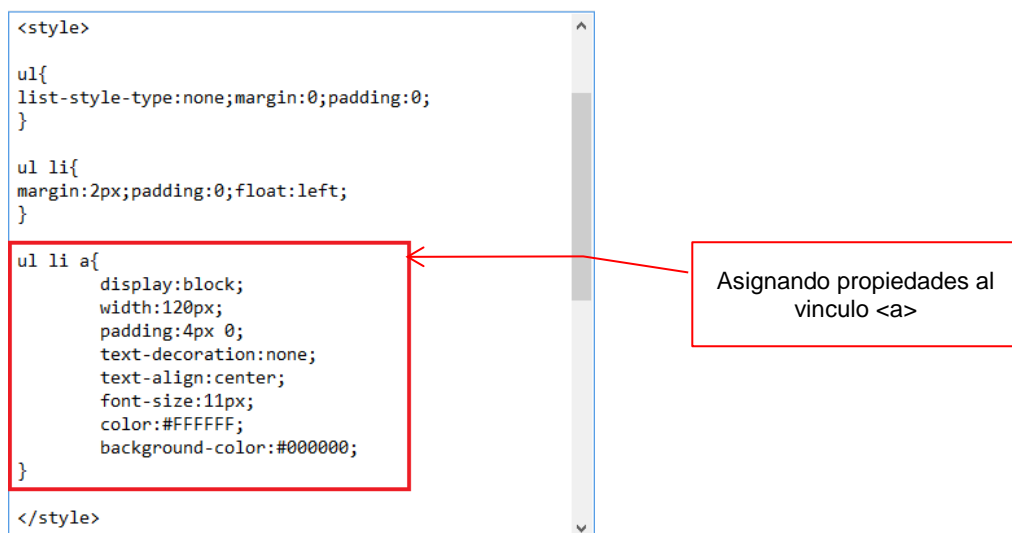 <style>
ul{
list-style-type:none;margin:0;padding:0;
}
ul li{
margin:2px;padding:0;float:left;
}
ul li a{
display:block;
width:120px;
padding:4px 0;
text-decoration:none;
text-align:center;
font-size:11px;
color:#FFFFFF;
background-color:#000000;
}
</style>
Asignando propiedades al
vinculo <a>